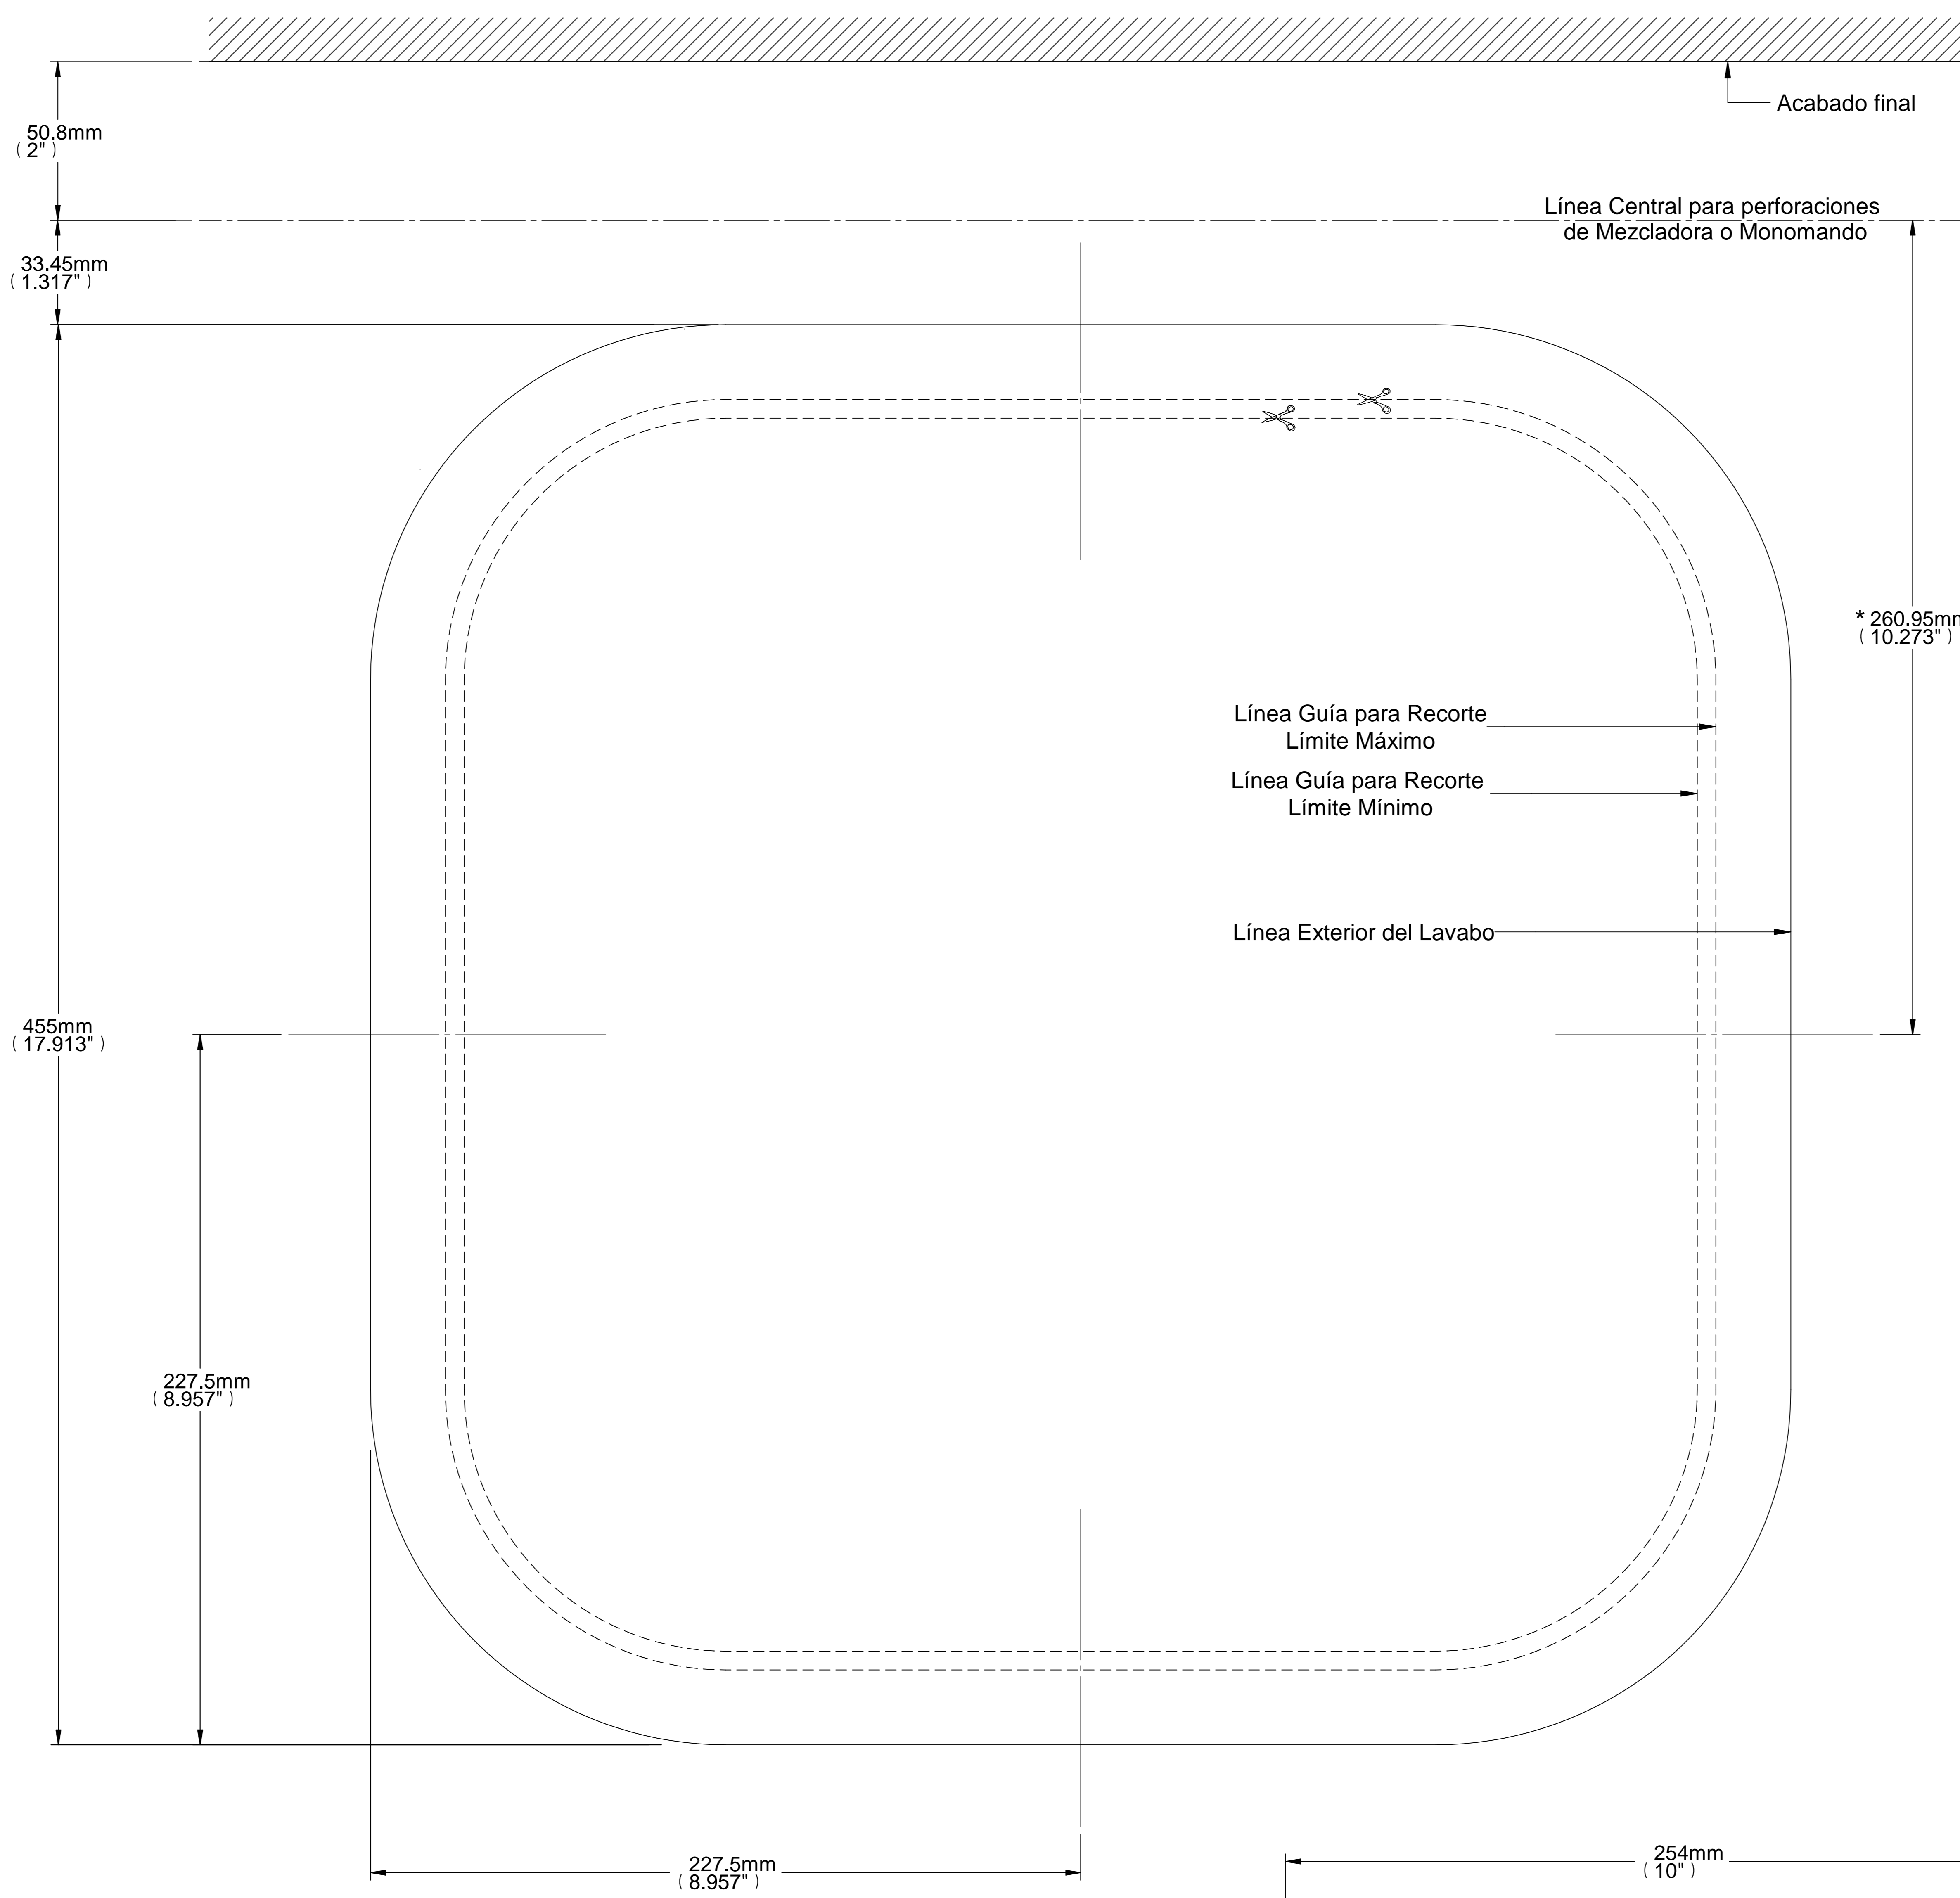 Acabado final
50.8mm
( 2" )
Línea Central para perforaciones
de Mezcladora o Monomando
33.45mm
( 1.317" )
* 260.95mm
( 10.273" )
Línea Guía para Recorte
Límite Máximo
Línea Guía para Recorte
Límite Mínimo
Línea Exterior del Lavabo
455mm
( 17.913" )
227.5mm
( 8.957" )
227.5mm
( 8.957" )
254mm
( 10" )